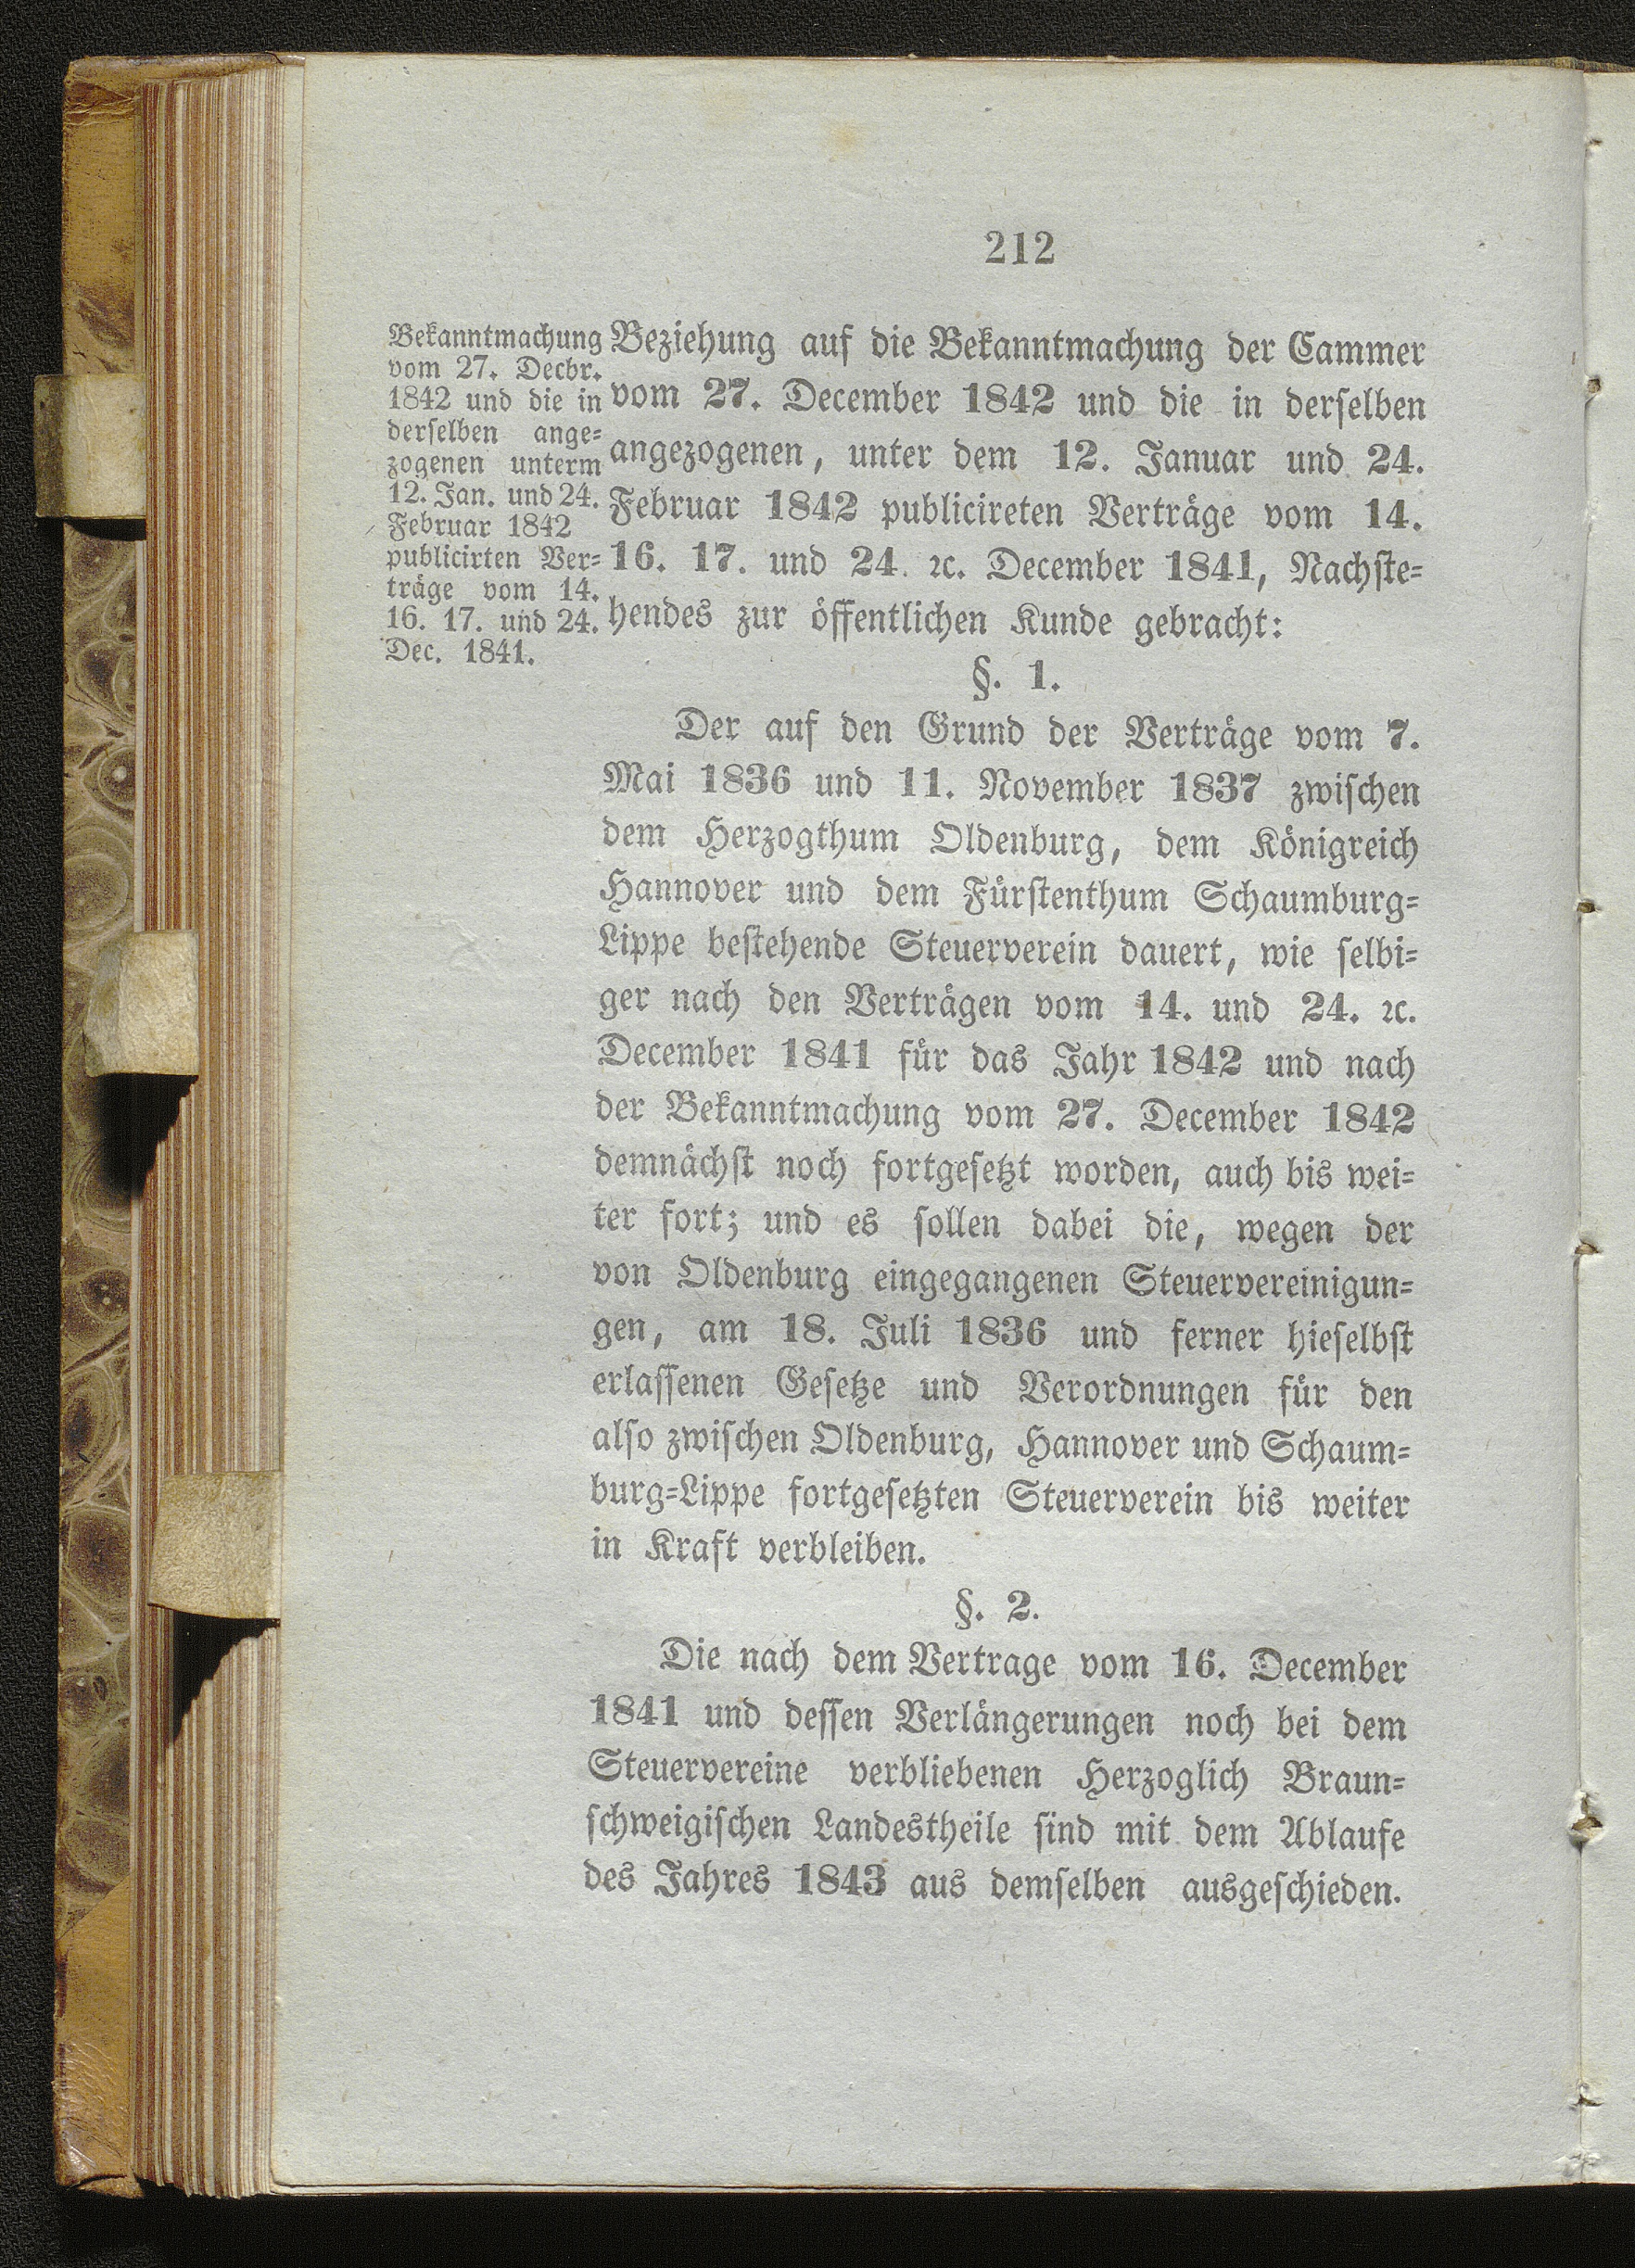 212
Bekanntmachung
vom 27. Decbr.
1842 und die in
derselben ange=
zogenen unterm
12. Jan. und 24.
Februar 1842
publicirten Ver=
träge vom 14.
16. 17. und 24.
Dec. 1841.
Beziehung auf die Bekanntmachung der Cammer
vom 27. December 1842 und die in derselben
angezogenen, unter dem 12. Januar und 24.
Februar 1842 publicireten Verträge vom 14.
16. 17. und 24. ꝛc. December 1841, Nachste=
hendes zur öffentlichen Kunde gebracht:
§. 1.
Der auf den Grund der Verträge vom 7.
Mai 1836 und 11. November 1837 zwischen
dem Herzogthum Oldenburg, dem Königreich
Hannover und dem Fürstenthum Schaumburg=
Lippe bestehende Steuerverein dauert, wie selbi=
ger nach den Verträgen vom 14. und 24. ꝛc.
December 1841 für das Jahr 1842 und nach
der Bekanntmachung vom 27. December 1842
demnächst noch fortgesetzt worden, auch bis wei=
ter fort; und es sollen dabei die, wegen der
von Oldenburg eingegangenen Steuervereinigun=
gen, am 18. Juli 1836 und ferner hieselbst
erlassenen Gesetze und Verordnungen für den
also zwischen Oldenburg, Hannover und Schaum=
burg=Lippe fortgesetzten Steuerverein bis weiter
in Kraft verbleiben.
§. 2.
Die nach dem Vertrage vom 16. December
1841 und dessen Verlängerungen noch bei dem
Steuervereine verbliebenen Herzoglich Braun=
schweigischen Landestheile sind mit dem Ablaufe
des Jahres 1843 aus demselben ausgeschieden.